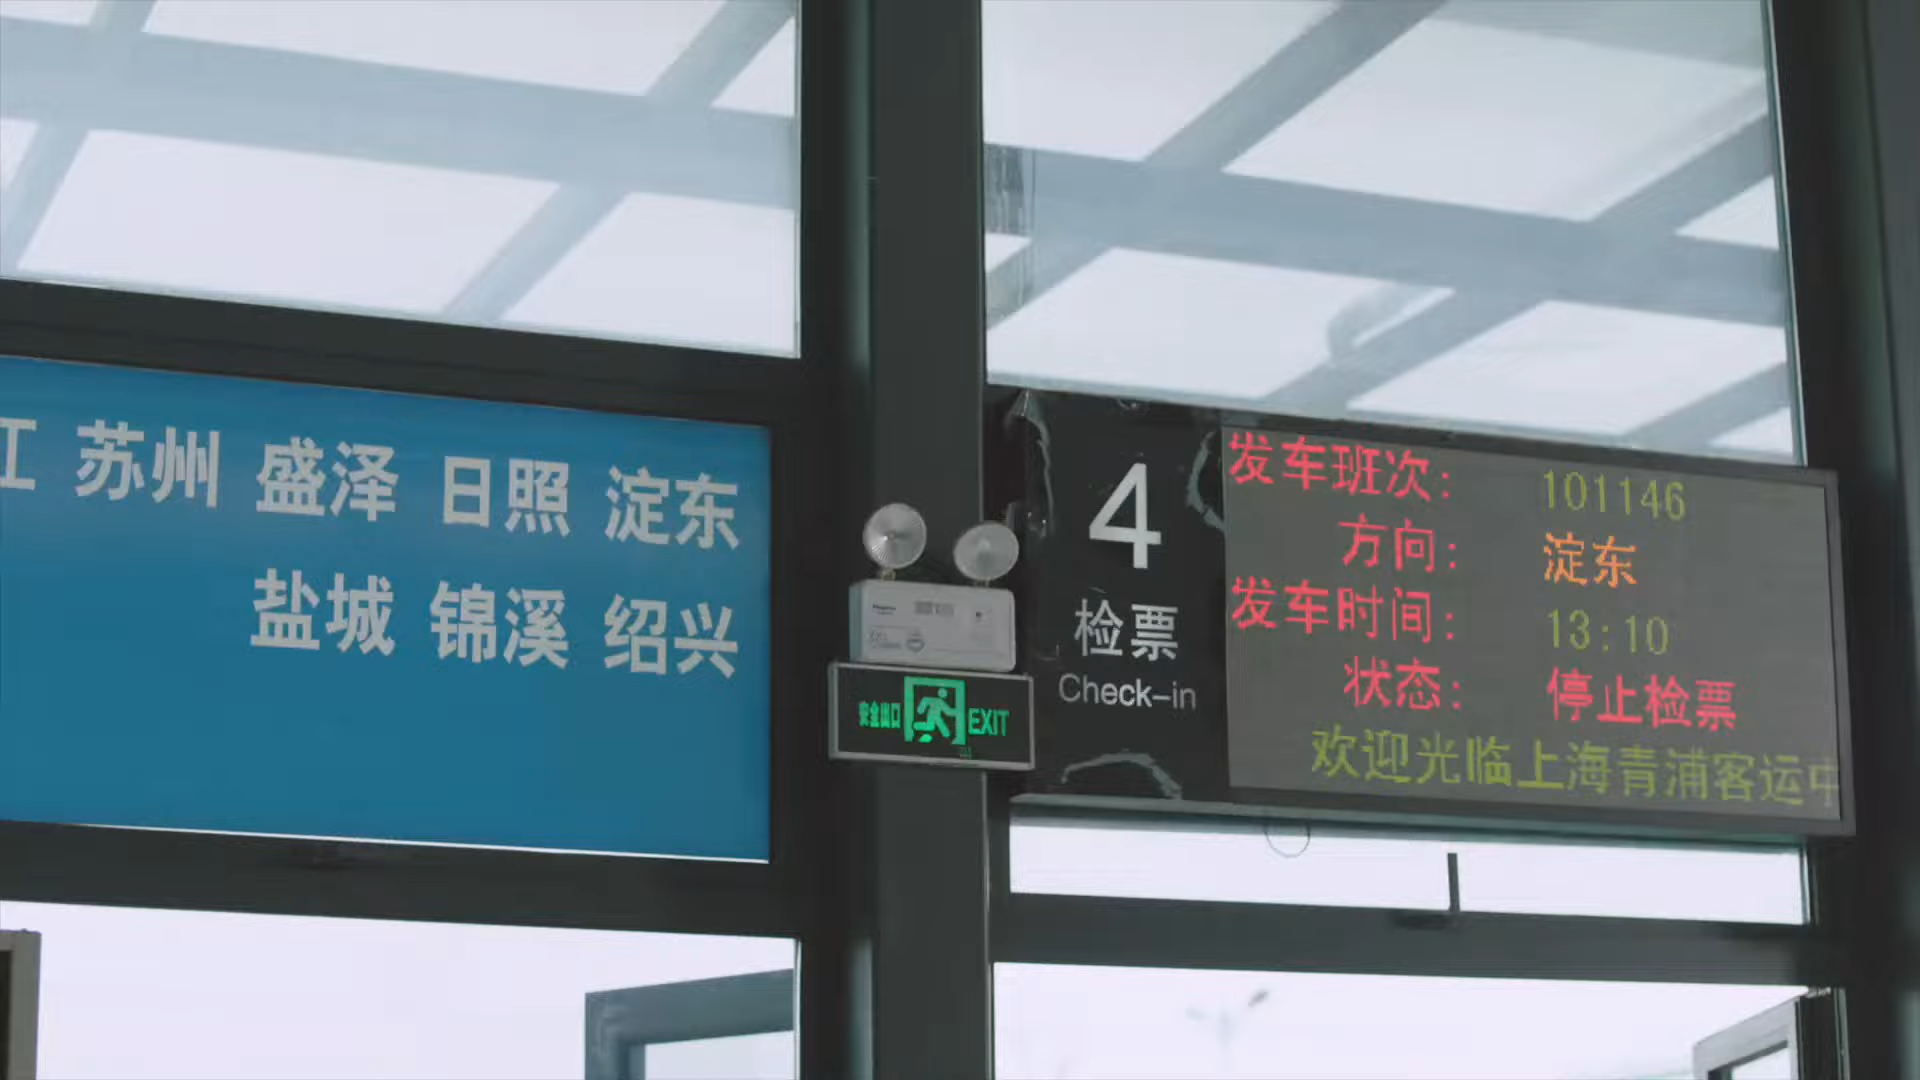 苏州 盛泽 日照 淀东
盐城 锦溪 绍兴
安全出口 EXIT
4
检票
Check-in
发车班次: 101146
方向: 淀东
发车时间: 13:10
状态: 停止检票
欢迎光临上海青浦客运中